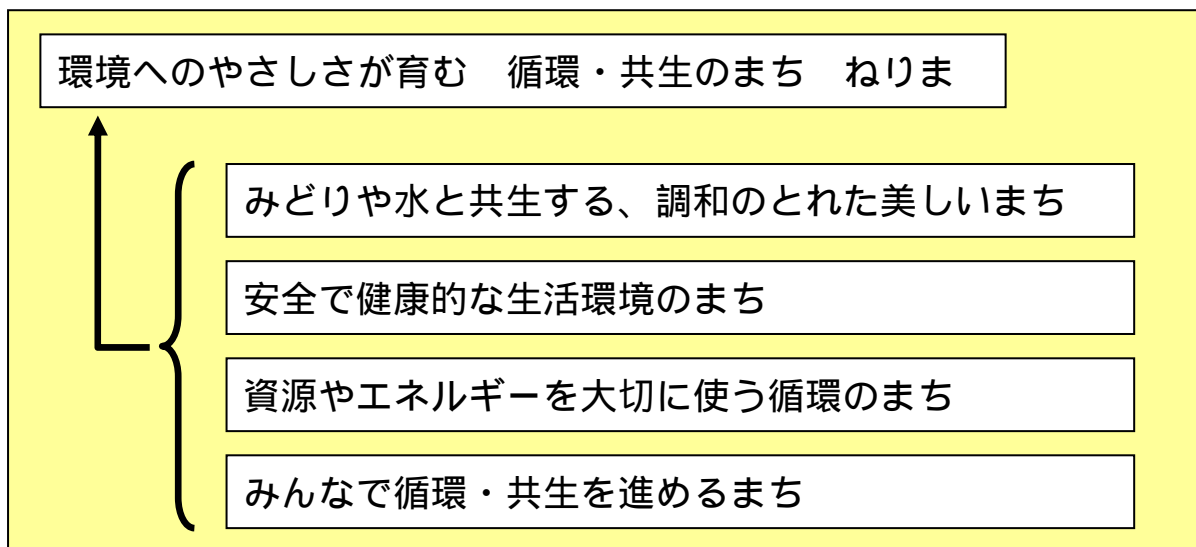 環境へのやさしさが育む　循環・共生のまち　ねりま
みどりや水と共生する、調和のとれた美しいまち
安全で健康的な生活環境のまち
資源やエネルギーを大切に使う循環のまち
みんなで循環・共生を進めるまち